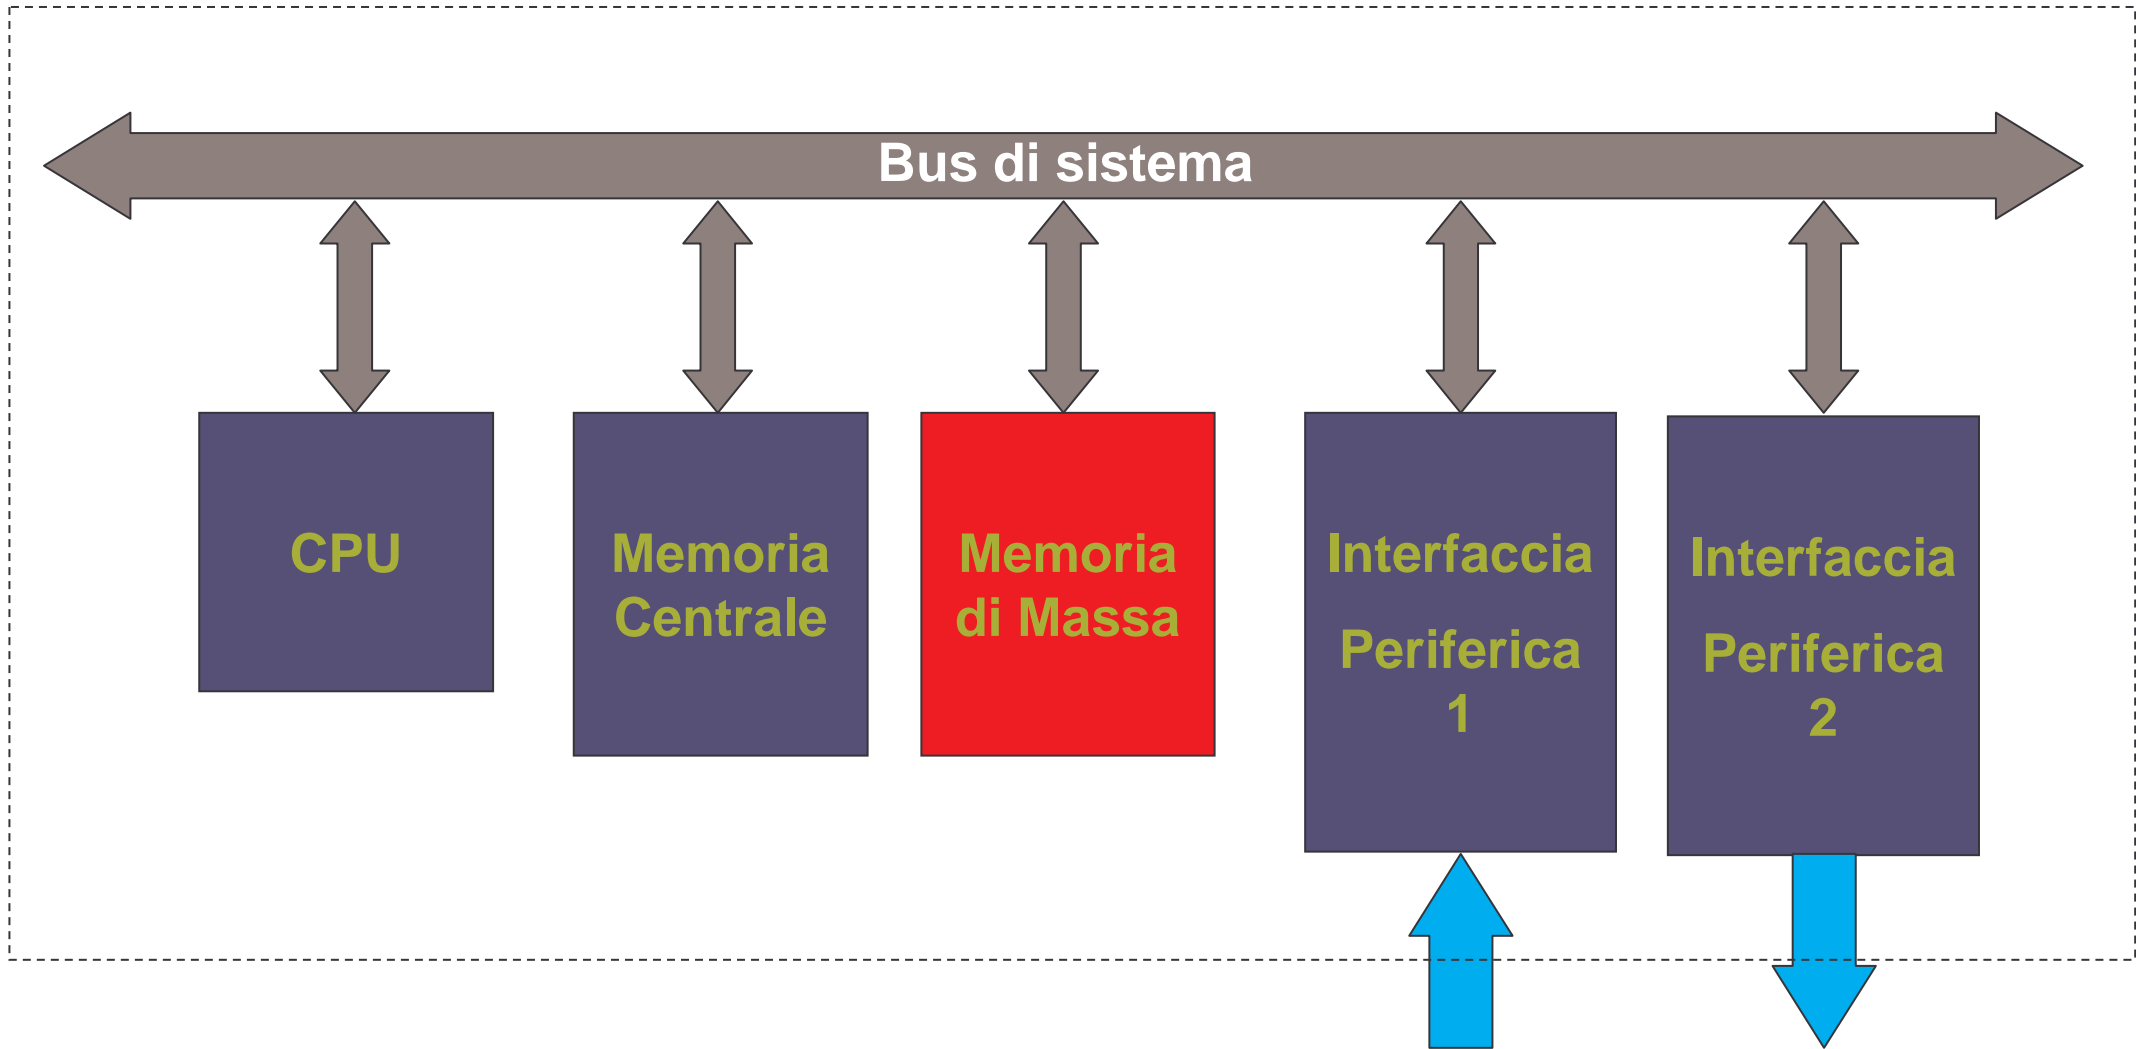 Bus di sistema
CPU
Memoria
Centrale
Memoria
di Massa
Interfaccia
Periferica
1
Interfaccia
Periferica
2